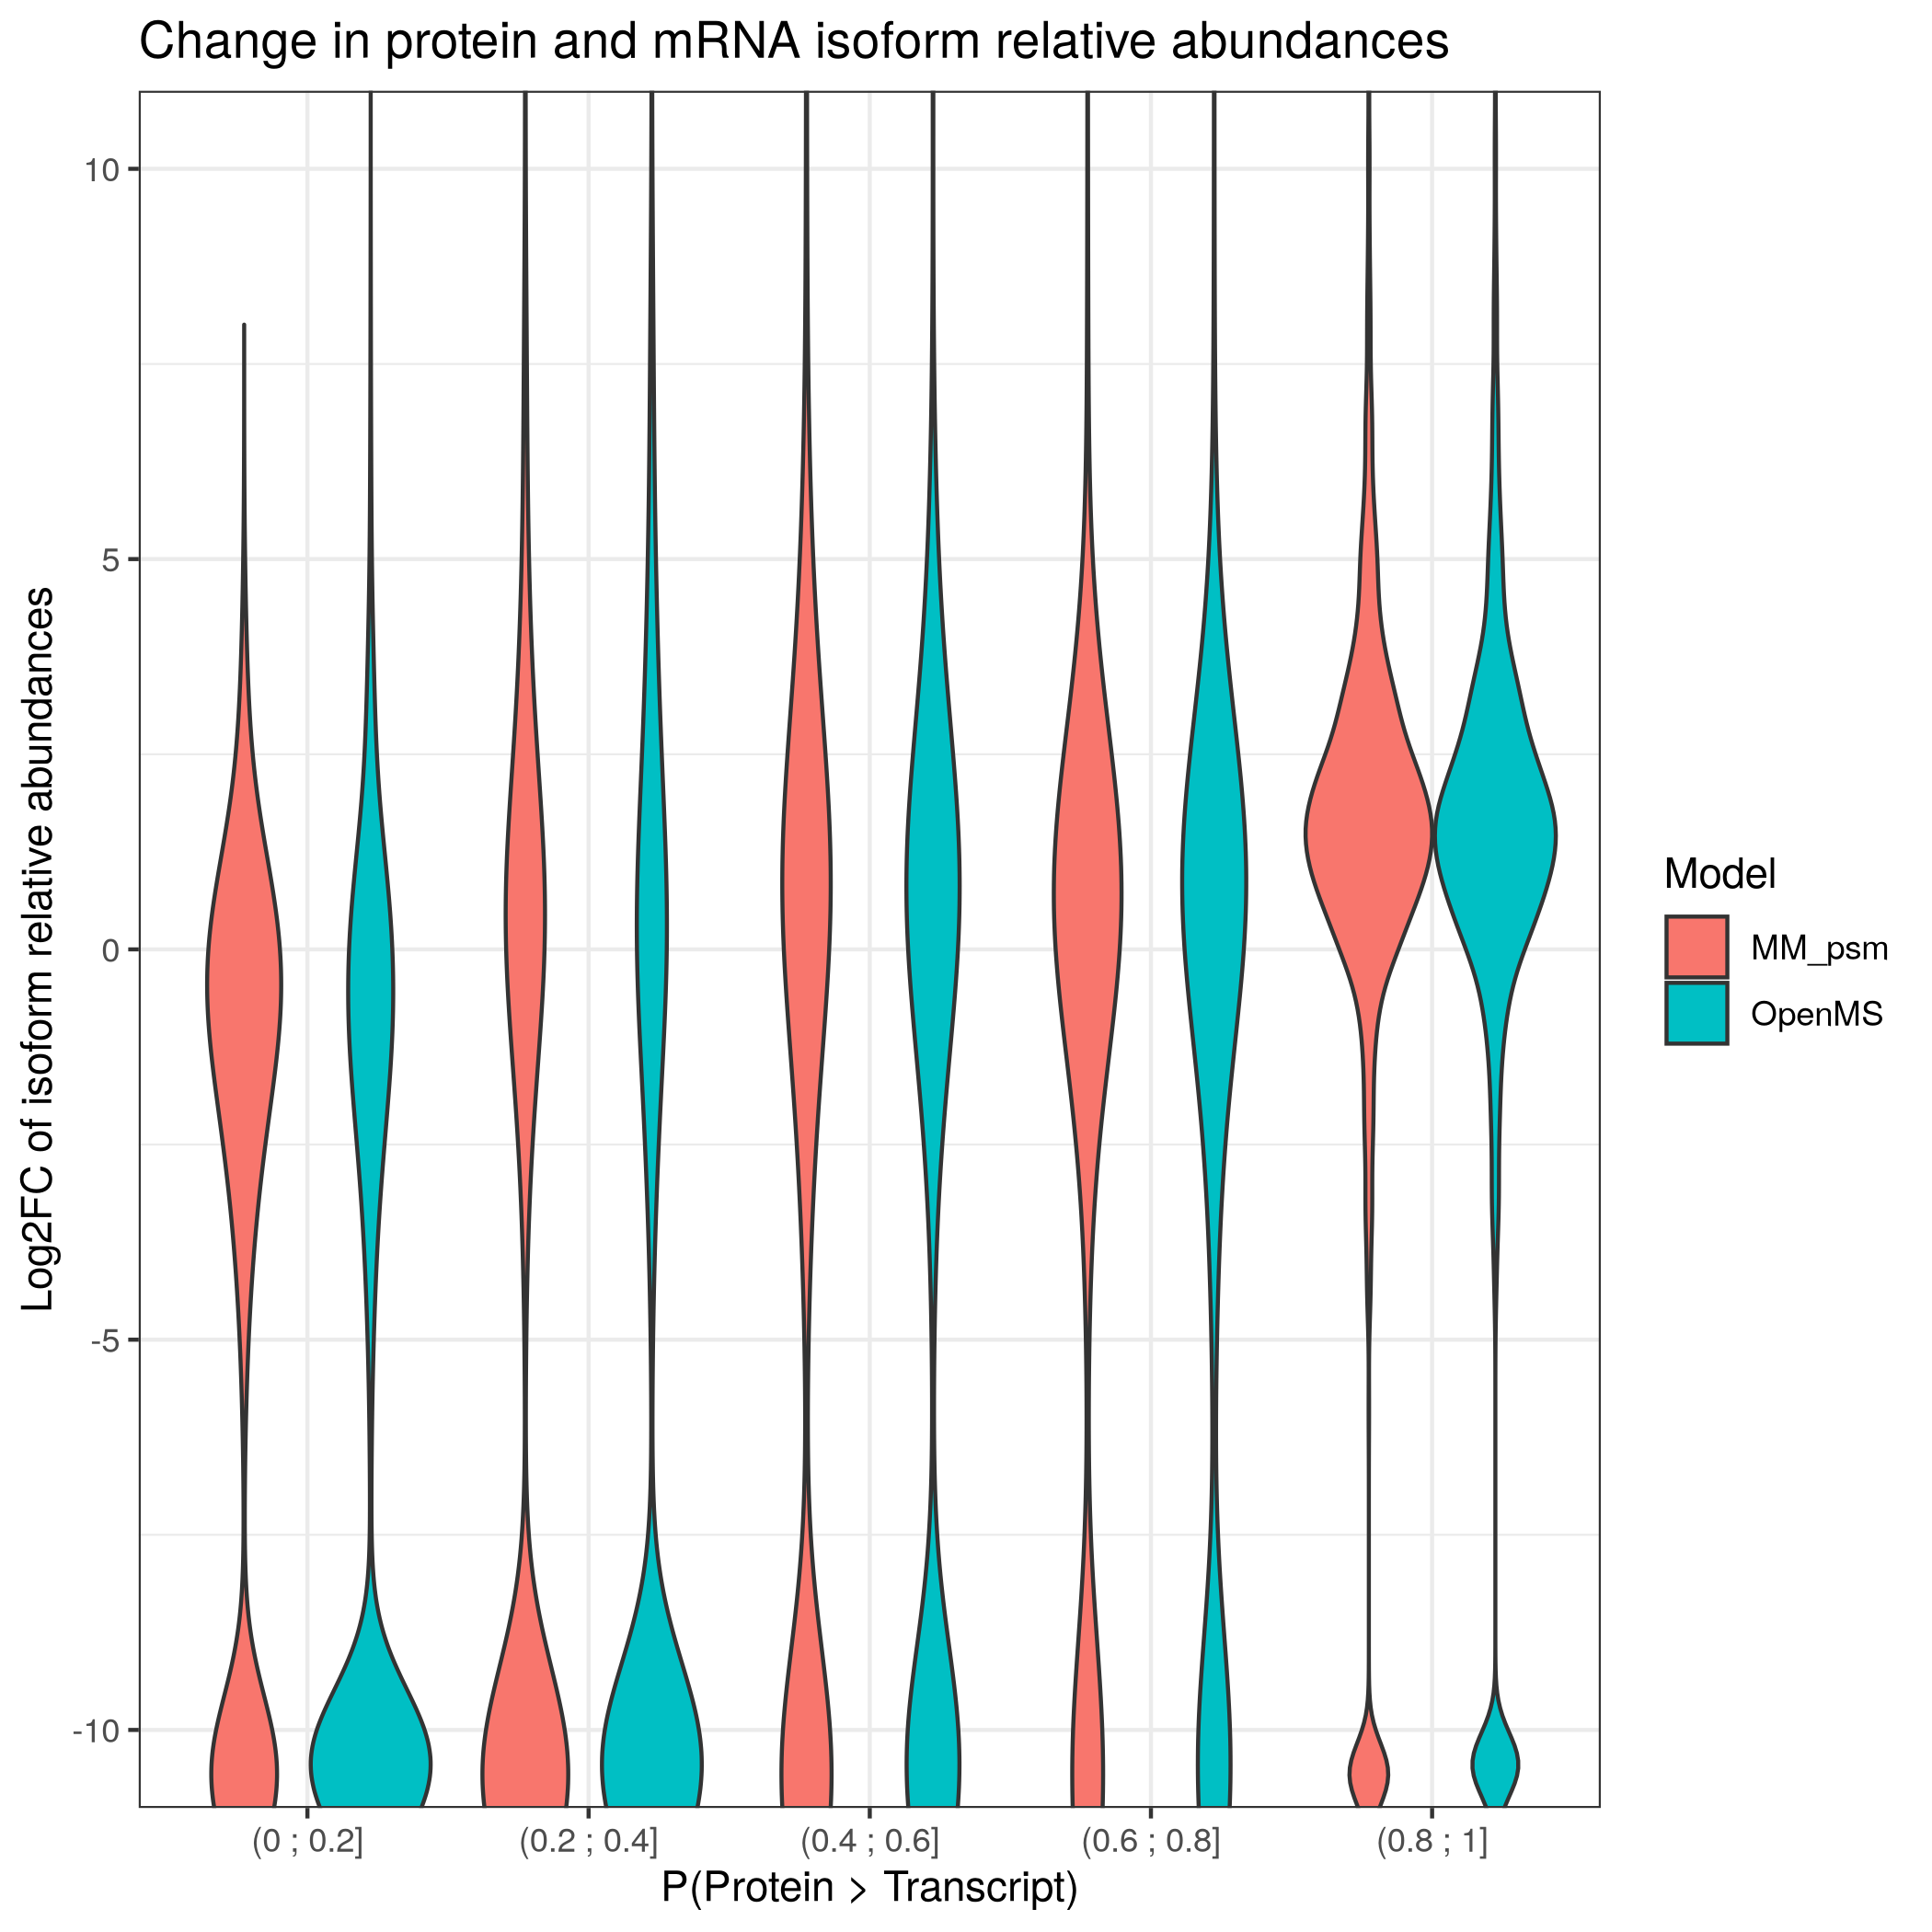 Change in protein and mRNA isoform relative abundances
Log2FC of isoform relative abundances
10
5
0
-5
-10
(0 ; 0.2]
(0.2 ; 0.4]
(0.4 ; 0.6]
(0.6 ; 0.8]
(0.8 ; 1]
P(Protein > Transcript)
Model
MM_psm
OpenMS